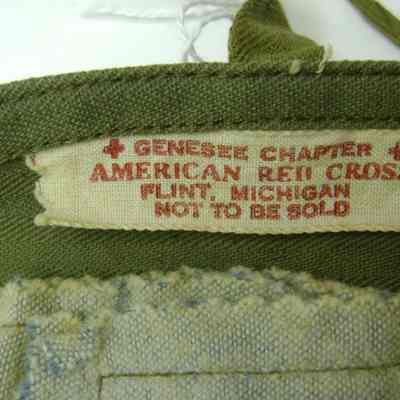 GENESEE CHAPTER
AMERICAN RED CROSS
FLINT, MICHIGAN
NOT TO BE SOLD